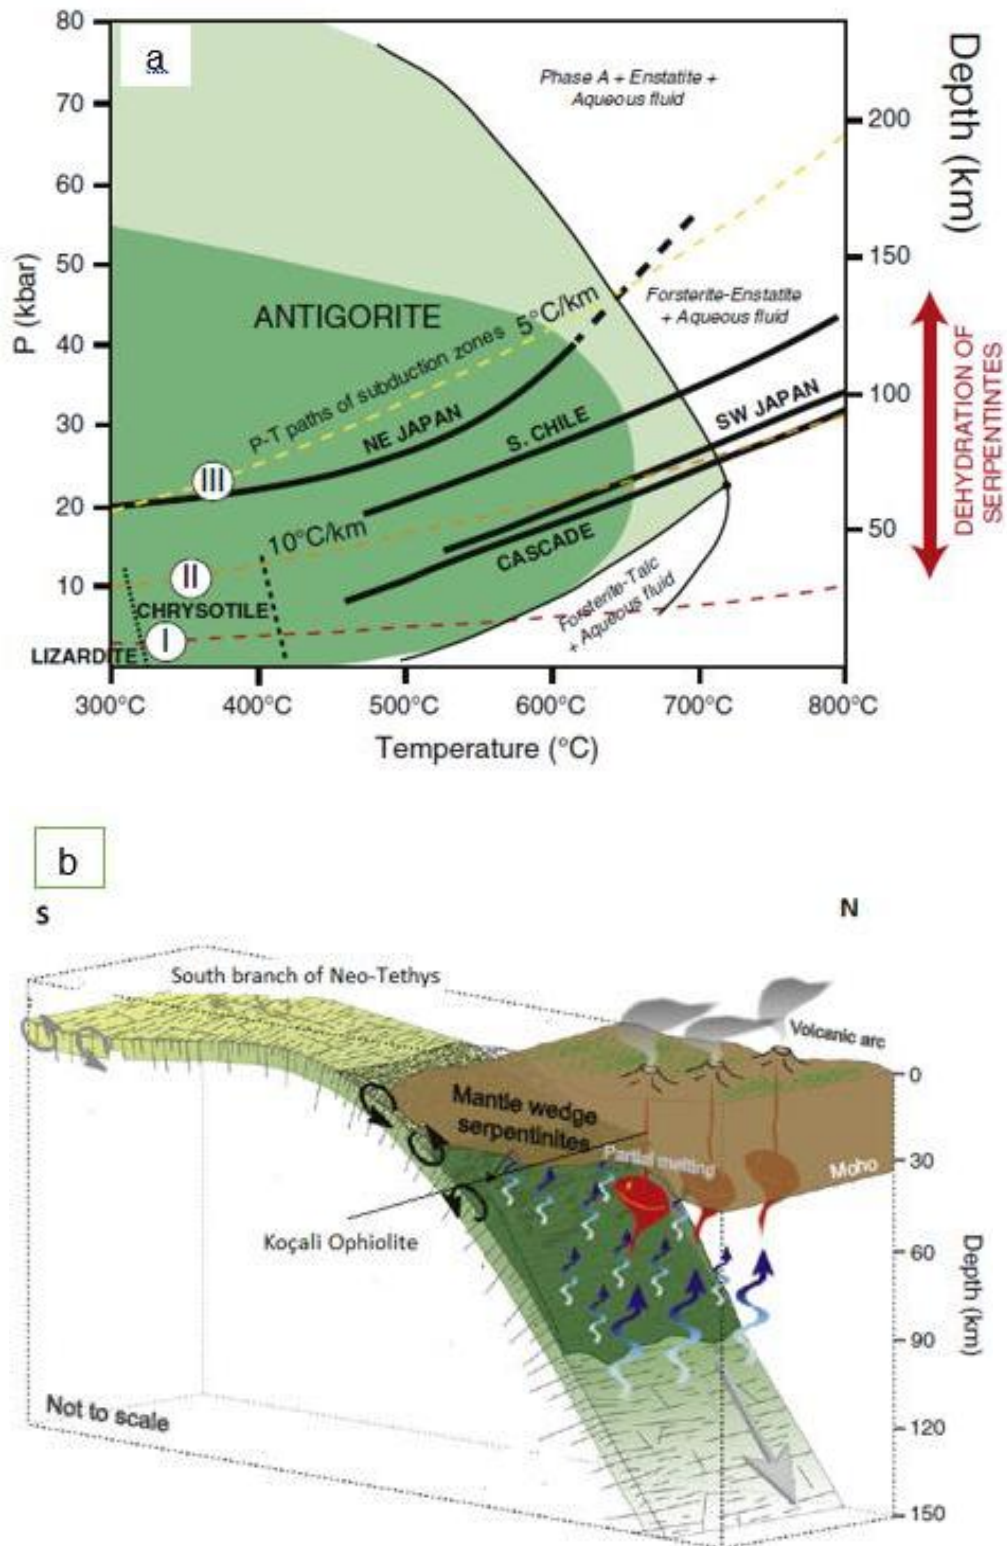 a
80
70
60
50
40
30
20
10
P (kbar)
Phase A + Enstatite +
Aqueous fluid
200
150
100
50
Depth (km)
DEHYDRATION OF
SERPENTINTES
ANTIGORITE
P-T paths of subduction zones 5°C/km
Forsterite-Enstatite
+ Aqueous fluid
NE JAPAN
S. CHILE
SW JAPAN
III
10°C/km
CASCADE
II
CHRYSOTILE
Forsterite-Talc
+ Aqueous fluid
I
LIZARDITE
300°C
400°C
500°C
600°C
700°C
800°C
Temperature (°C)
b
S
N
South branch of Neo-Tethys
Volcanic arc
Mantle wedge
serpentinites
Partial melting
Moho
Koçali Ophiolite
0
30
60
90
120
150
Depth (km)
Not to scale